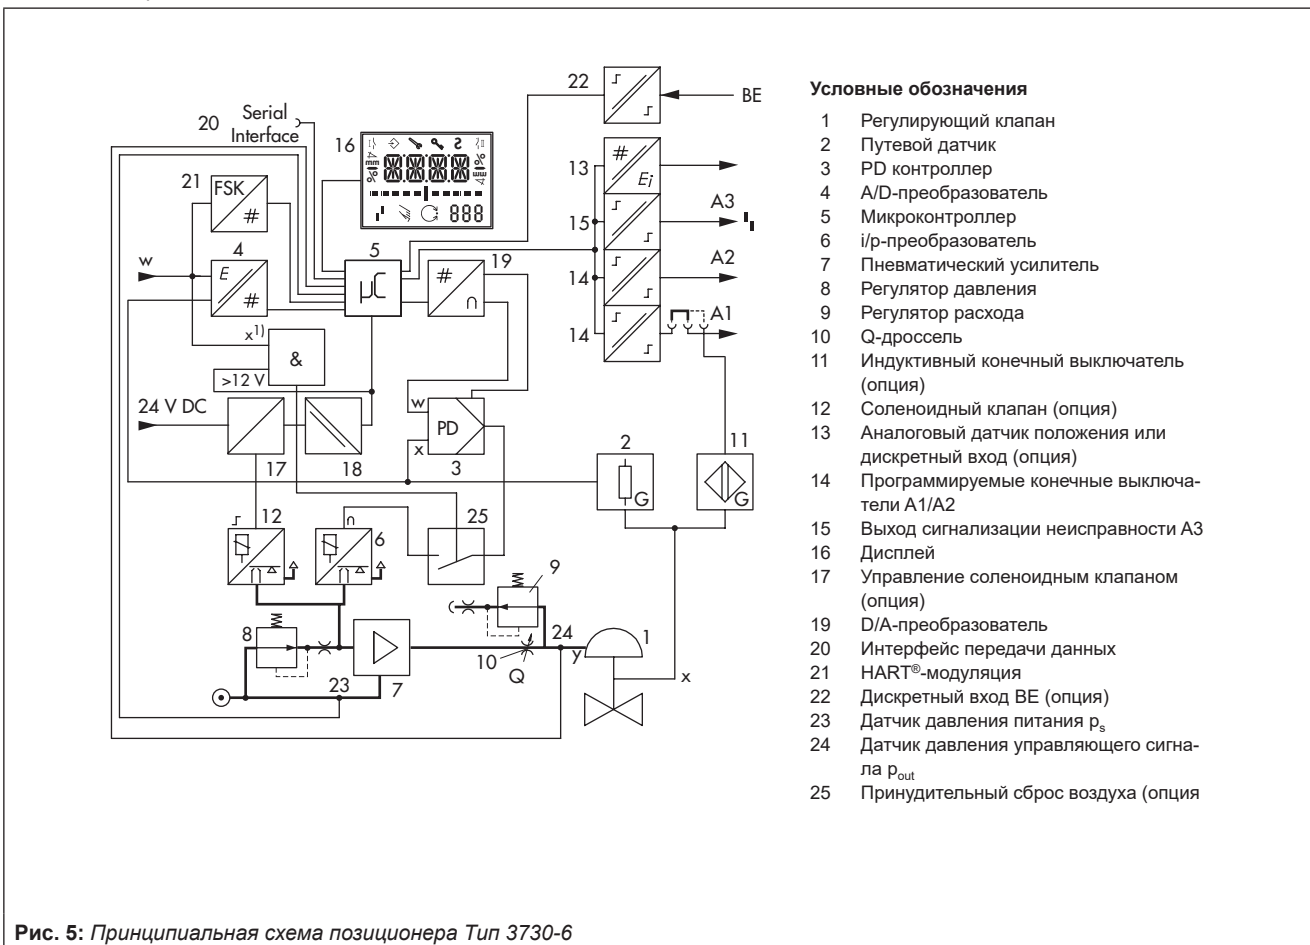 22
BE
20
Serial
Interface
16
888
13
#
Ei
A3
15
21
FSK
#
4
5
19
A2
w
E
#
µC
#
∩
14
x¹⁾
&
14
A1
>12 V
24 V DC
w
PD
x
3
2
11
17
18
G
G
12
∩
6
25
9
8
24
1
10
y
Q
x
23
7
Условные обозначения
1 Регулирующий клапан
2 Путевой датчик
3 PD контроллер
4 A/D-преобразователь
5 Микроконтроллер
6 i/p-преобразователь
7 Пневматический усилитель
8 Регулятор давления
9 Регулятор расхода
10 Q-дроссель
11 Индуктивный конечный выключатель
(опция)
12 Соленоидный клапан (опция)
13 Аналоговый датчик положения или
дискретный вход (опция)
14 Программируемые конечные выключа-
тели A1/A2
15 Выход сигнализации неисправности А3
16 Дисплей
17 Управление соленоидным клапаном
(опция)
19 D/A-преобразователь
20 Интерфейс передачи данных
21 HART®-модуляция
22 Дискретный вход BE (опция)
23 Датчик давления питания pₛ
24 Датчик давления управляющего сигна-
ла p_out
25 Принудительный сброс воздуха (опция
Рис. 5: Принципиальная схема позиционера Тип 3730-6